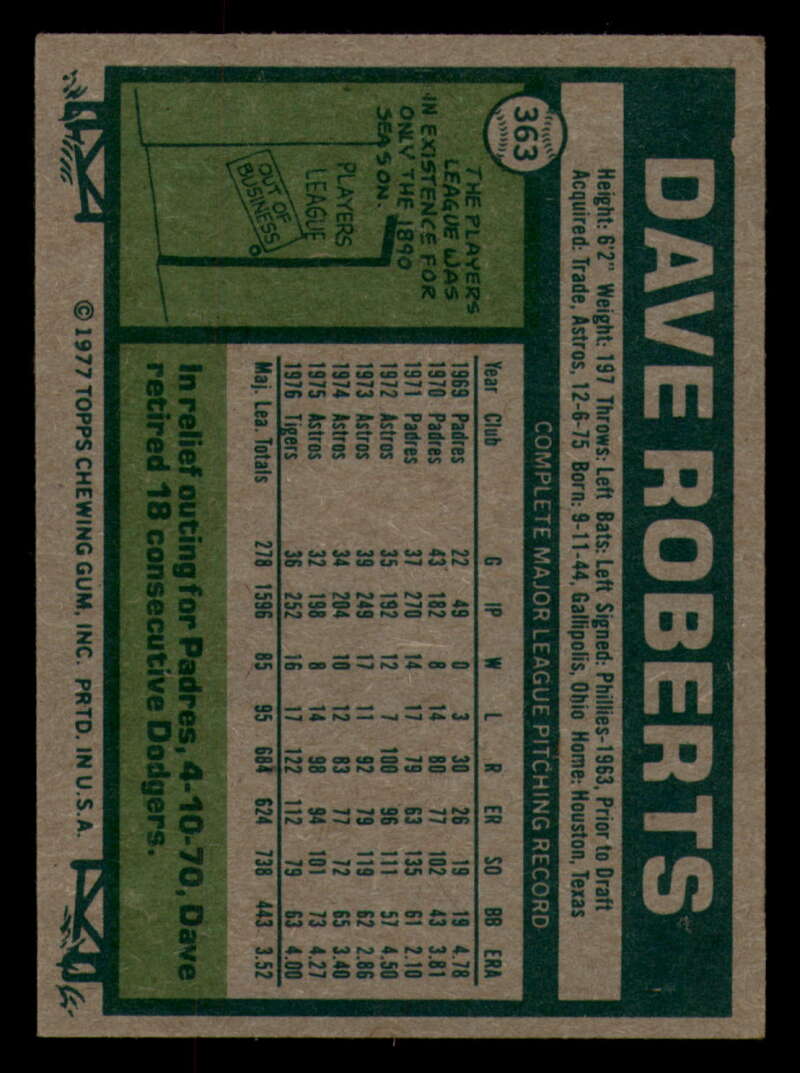 DAVE ROBERTS
363
Height: 6'2" Weight: 197 Throws: Left Bats: Left Signed: Phillies-1963, Prior to Draft
Acquired: Trade, Astros, 12-6-75 Born: 9-11-44, Gallipolis, Ohio Home: Houston, Texas
THE PLAYERS
LEAGUE WAS
IN EXISTENCE FOR
ONLY THE 1890
SEASON.
PLAYERS
LEAGUE
OUT OF
BUSINESS
COMPLETE MAJOR LEAGUE PITCHING RECORD
Year Club G IP W L R ER SO BB ERA
1969 Padres 22 49 0 3 30 26 19 19 4.78
1970 Padres 43 182 8 14 80 77 102 43 3.81
1971 Padres 37 270 14 17 79 63 135 61 2.10
1972 Astros 35 192 12 7 100 96 111 57 4.50
1973 Astros 39 249 17 11 92 79 119 62 2.86
1974 Astros 34 204 10 12 83 77 72 65 3.40
1975 Astros 32 198 8 14 98 94 101 73 4.27
1976 Tigers 36 252 16 17 122 112 79 63 4.00
Maj. Lea. Totals 278 1596 85 95 684 624 738 443 3.52
In relief outing for Padres, 4-10-70, Dave
retired 18 consecutive Dodgers.
© 1977 TOPPS CHEWING GUM, INC. PRTD. IN U.S.A.